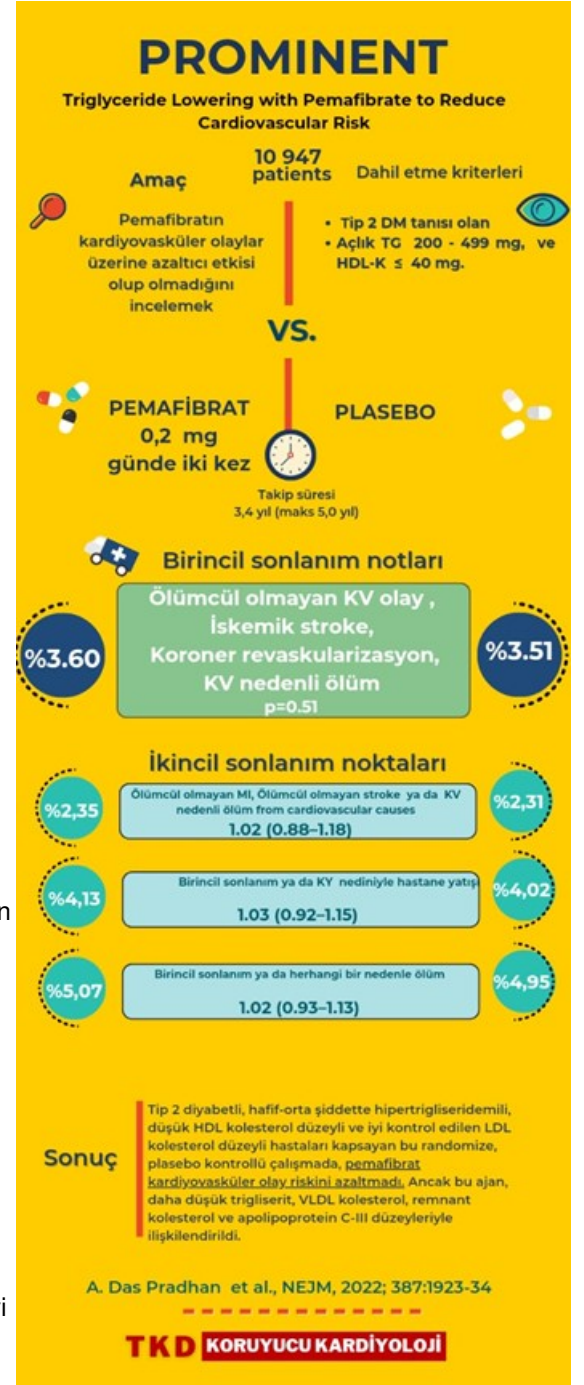 PROMINENT
Triglyceride Lowering with Pemafibrate to Reduce
Cardiovascular Risk
10 947
patients
Amaç
Pemafibratın
kardiyovasküler olaylar
üzerine azaltıcı etkisi
olup olmadığını
incelemek
Dahil etme kriterleri
• Tip 2 DM tanısı olan
• Açlık TG 200 - 499 mg, ve
HDL-K ≤ 40 mg.
VS.
PEMAFİBRAT
0,2 mg
günde iki kez
PLASEBO
Takip süresi
3,4 yıl (maks 5,0 yıl)
Birincil sonlanım notları
%3.60
Ölümcül olmayan KV olay ,
İskemik stroke,
Koroner revaskularizasyon,
KV nedenli ölüm
p=0.51
%3.51
İkincil sonlanım noktaları
%2,35
Ölümcül olmayan MI, Ölümcül olmayan stroke ya da KV
nedenli ölüm from cardiovascular causes
1.02 (0.88–1.18)
%2,31
%4,13
Birincil sonlanım ya da KY nediniyle hastane yatışı
1.03 (0.92–1.15)
%4,02
%5,07
Birincil sonlanım ya da herhangi bir nedenle ölüm
1.02 (0.93–1.13)
%4,95
Sonuç
Tip 2 diyabetli, hafif-orta şiddette hipertrigliseridemili,
düşük HDL kolesterol düzeyli ve iyi kontrol edilen LDL
kolesterol düzeyli hastaları kapsayan bu randomize,
plasebo kontrollü çalışmada, pemafibrat
kardiyovasküler olay riskini azaltmadı. Ancak bu ajan,
daha düşük trigliserit, VLDL kolesterol, remnant
kolesterol ve apolipoprotein C-III düzeyleriyle
ilişkilendirildi.
A. Das Pradhan et al., NEJM, 2022; 387:1923-34
TKD KORUYUCU KARDİYOLOJİ